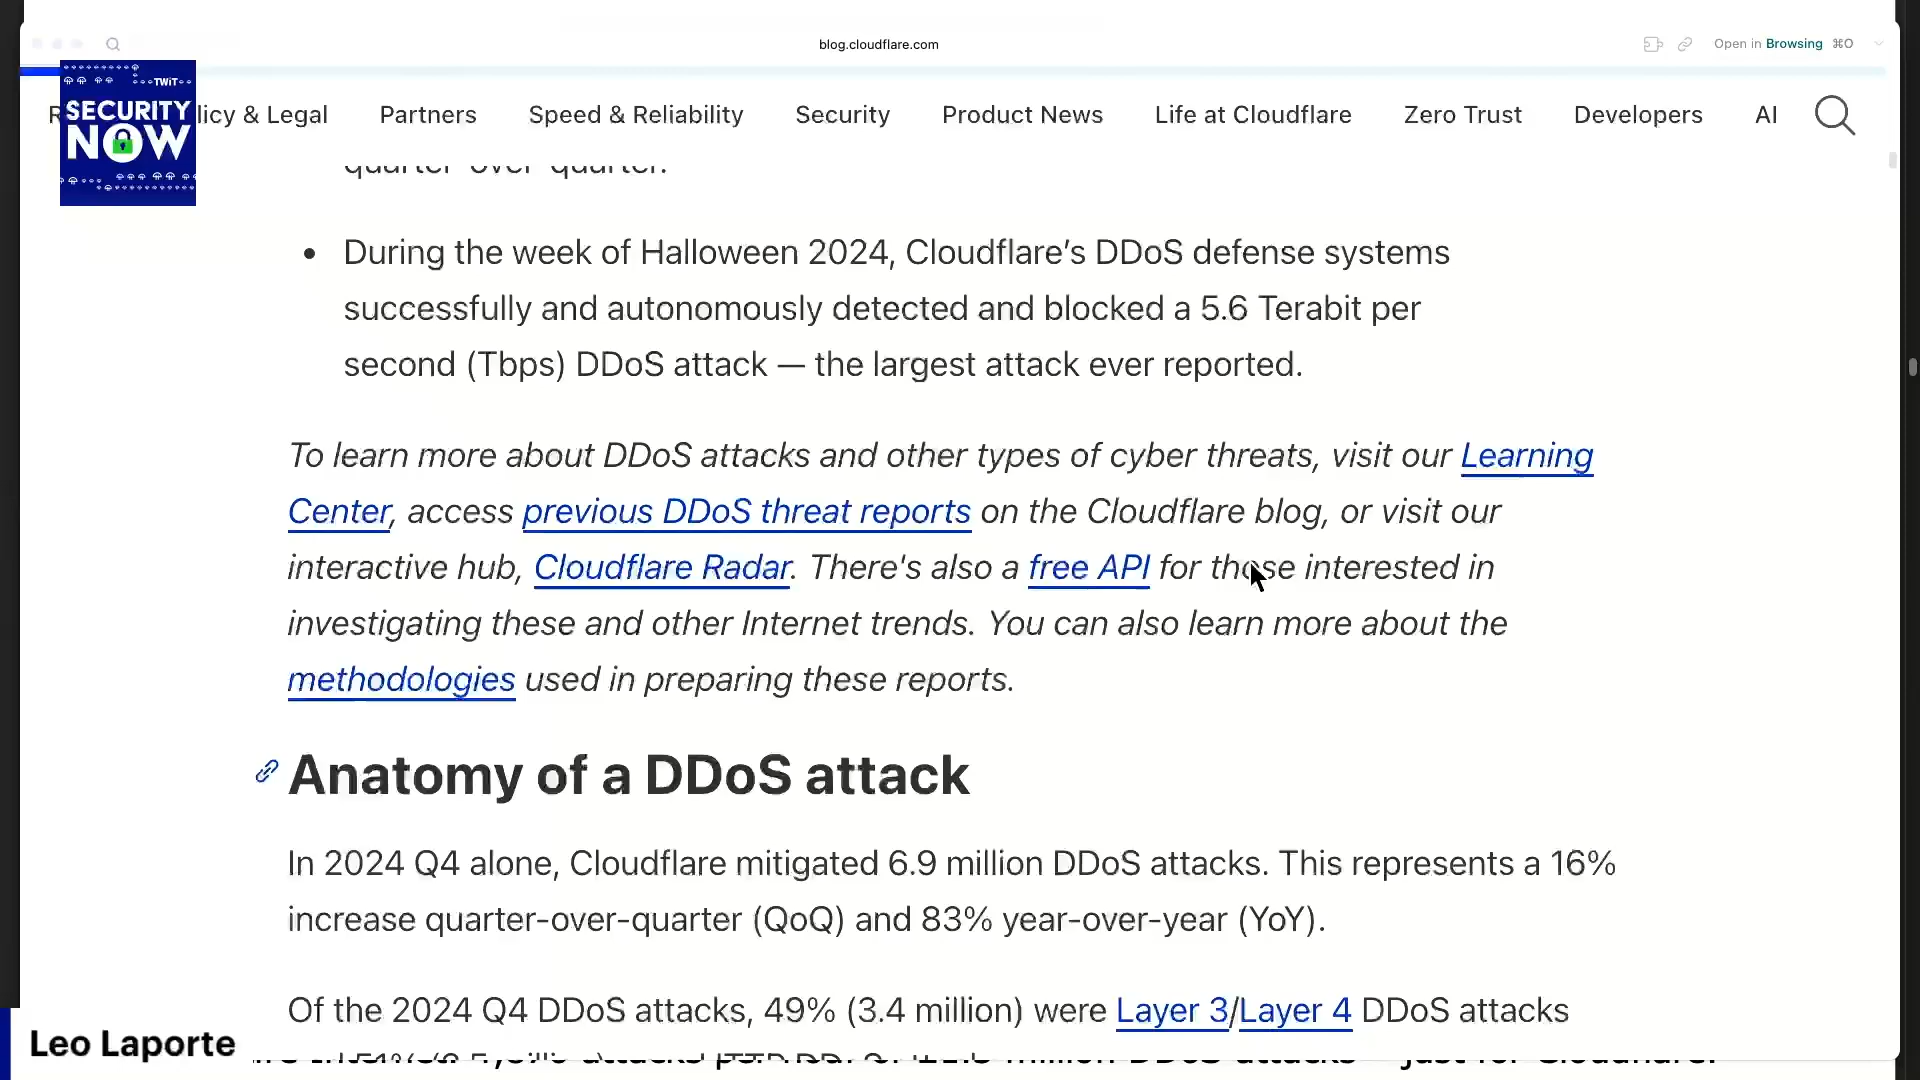 blog.cloudflare.com
Open in Browsing ⌘O
TWiT
SECURITY
NOW
licy & Legal Partners Speed & Reliability Security Product News Life at Cloudflare Zero Trust Developers AI
quarter-over-quarter.
• During the week of Halloween 2024, Cloudflare’s DDoS defense systems
successfully and autonomously detected and blocked a 5.6 Terabit per
second (Tbps) DDoS attack — the largest attack ever reported.
To learn more about DDoS attacks and other types of cyber threats, visit our Learning
Center, access previous DDoS threat reports on the Cloudflare blog, or visit our
interactive hub, Cloudflare Radar. There's also a free API for those interested in
investigating these and other Internet trends. You can also learn more about the
methodologies used in preparing these reports.
Anatomy of a DDoS attack
In 2024 Q4 alone, Cloudflare mitigated 6.9 million DDoS attacks. This represents a 16%
increase quarter-over-quarter (QoQ) and 83% year-over-year (YoY).
Of the 2024 Q4 DDoS attacks, 49% (3.4 million) were Layer 3/Layer 4 DDoS attacks
Leo Laporte